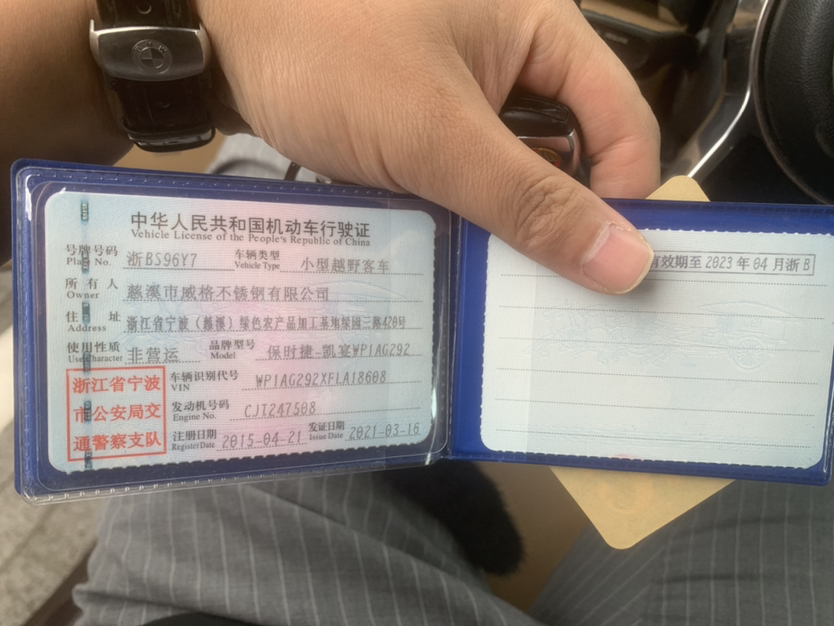 中华人民共和国机动车行驶证
Vehicle License of the People's Republic of China
号牌号码 浙BS96Y7 车辆类型 小型越野客车
Plate No. Vehicle Type
所有人 慈溪市威格不锈钢有限公司
Owner
住址 浙江省宁波（慈溪）绿色农产品加工基地绿园三路420号
Address
使用性质 非营运 品牌型号 保时捷-凯宴WP1AG292
Use Character Model
浙江省宁波
市公安局交
通警察支队
车辆识别代号 WP1AG292XFLA18608
VIN
发动机号码 CJT247508
Engine No.
注册日期 2015-04-21 发证日期 2021-03-16
Register Date Issue Date
有效期至2023年04月浙B